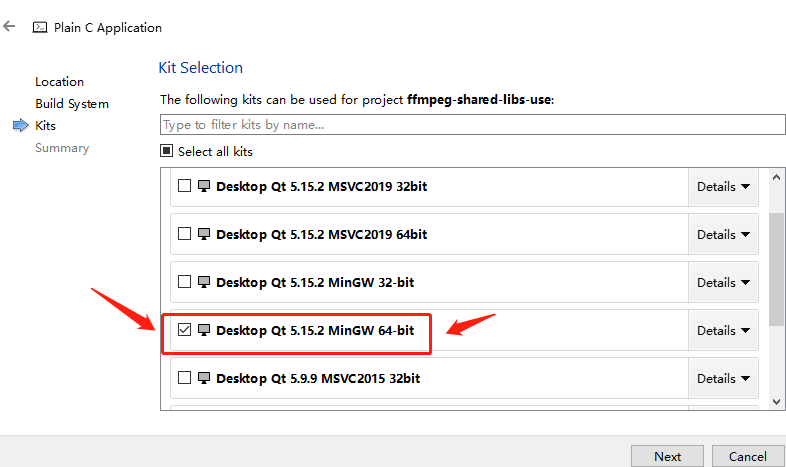 Plain C Application
Location
Build System
Kits
Summary
Kit Selection
The following kits can be used for project ffmpeg-shared-libs-use:
Type to filter kits by name...
Select all kits
Desktop Qt 5.15.2 MSVC2019 32bit Details
Desktop Qt 5.15.2 MSVC2019 64bit Details
Desktop Qt 5.15.2 MinGW 32-bit Details
Desktop Qt 5.15.2 MinGW 64-bit Details
Desktop Qt 5.9.9 MSVC2015 32bit Details
Next Cancel